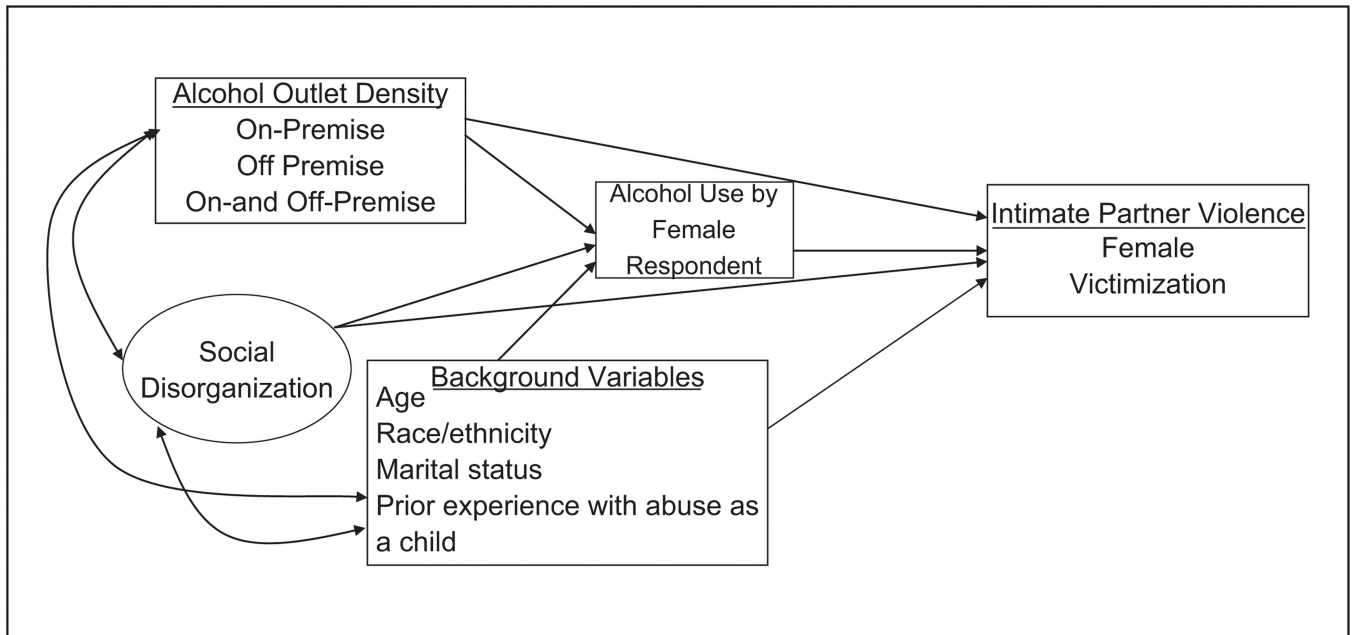 Alcohol Outlet Density
On-Premise
Off Premise
On-and Off-Premise
Alcohol Use by
Female
Respondent
Intimate Partner Violence
Female
Victimization
Social
Disorganization
Background Variables
Age
Race/ethnicity
Marital status
Prior experience with abuse as
a child